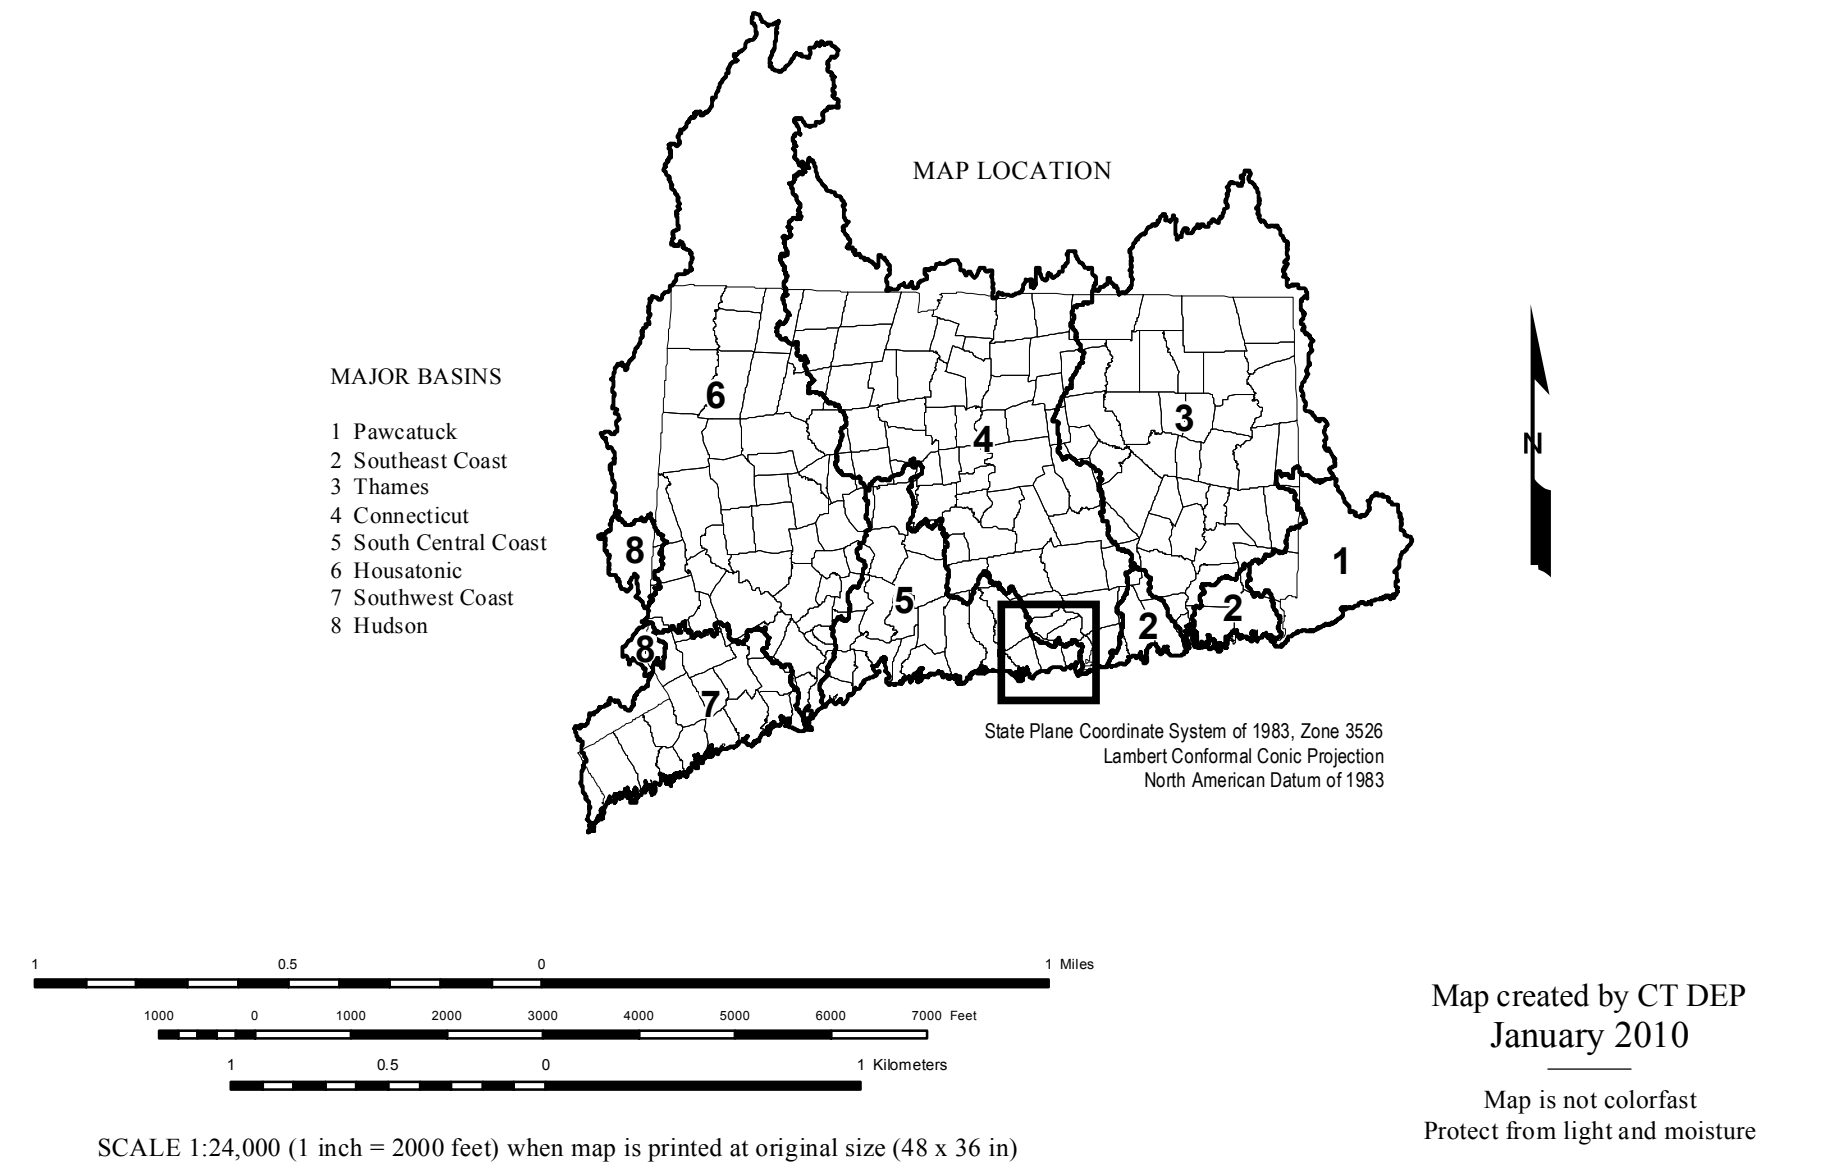 MAP LOCATION
MAJOR BASINS
1 Pawcatuck
2 Southeast Coast
3 Thames
4 Connecticut
5 South Central Coast
6 Housatonic
7 Southwest Coast
8 Hudson
6
4
3
8
5
2
2
1
8
7
N
State Plane Coordinate System of 1983, Zone 3526
Lambert Conformal Conic Projection
North American Datum of 1983
1 0.5 0 1 Miles
1000 0 1000 2000 3000 4000 5000 6000 7000 Feet
1 0.5 0 1 Kilometers
SCALE 1:24,000 (1 inch = 2000 feet) when map is printed at original size (48 x 36 in)
Map created by CT DEP
January 2010
Map is not colorfast
Protect from light and moisture